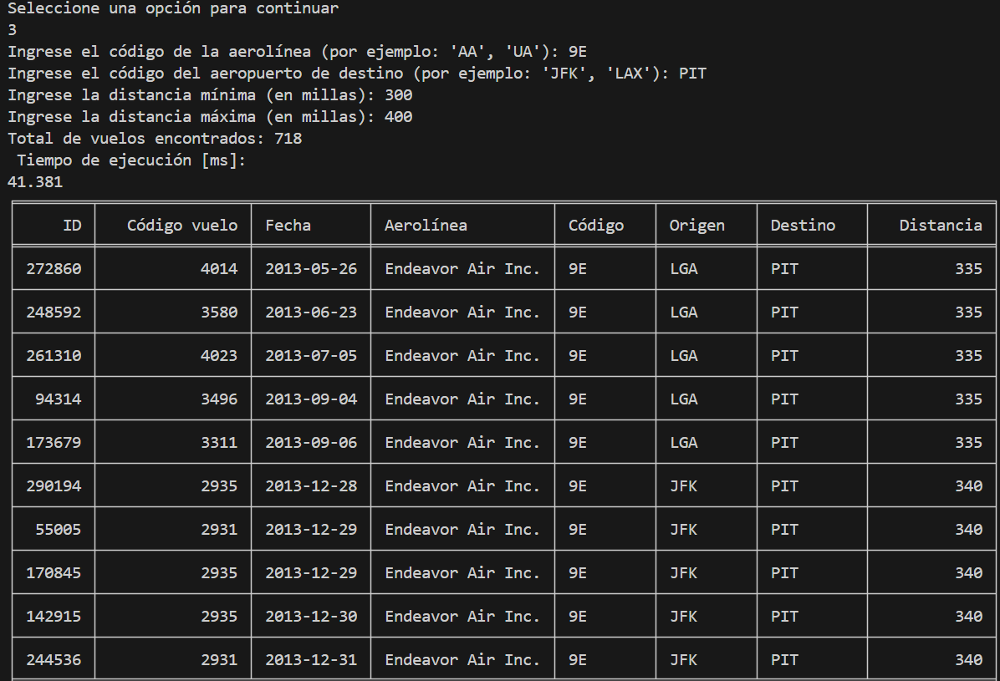 Seleccione una opción para continuar
3
Ingrese el código de la aerolínea (por ejemplo: 'AA', 'UA'): 9E
Ingrese el código del aeropuerto de destino (por ejemplo: 'JFK', 'LAX'): PIT
Ingrese la distancia mínima (en millas): 300
Ingrese la distancia máxima (en millas): 400
Total de vuelos encontrados: 718
Tiempo de ejecución [ms]:
41.381
ID Código vuelo Fecha Aerolínea Código Origen Destino Distancia
272860 4014 2013-05-26 Endeavor Air Inc. 9E LGA PIT 335
248592 3580 2013-06-23 Endeavor Air Inc. 9E LGA PIT 335
261310 4023 2013-07-05 Endeavor Air Inc. 9E LGA PIT 335
94314 3496 2013-09-04 Endeavor Air Inc. 9E LGA PIT 335
173679 3311 2013-09-06 Endeavor Air Inc. 9E LGA PIT 335
290194 2935 2013-12-28 Endeavor Air Inc. 9E JFK PIT 340
55005 2931 2013-12-29 Endeavor Air Inc. 9E JFK PIT 340
170845 2935 2013-12-29 Endeavor Air Inc. 9E JFK PIT 340
142915 2935 2013-12-30 Endeavor Air Inc. 9E JFK PIT 340
244536 2931 2013-12-31 Endeavor Air Inc. 9E JFK PIT 340